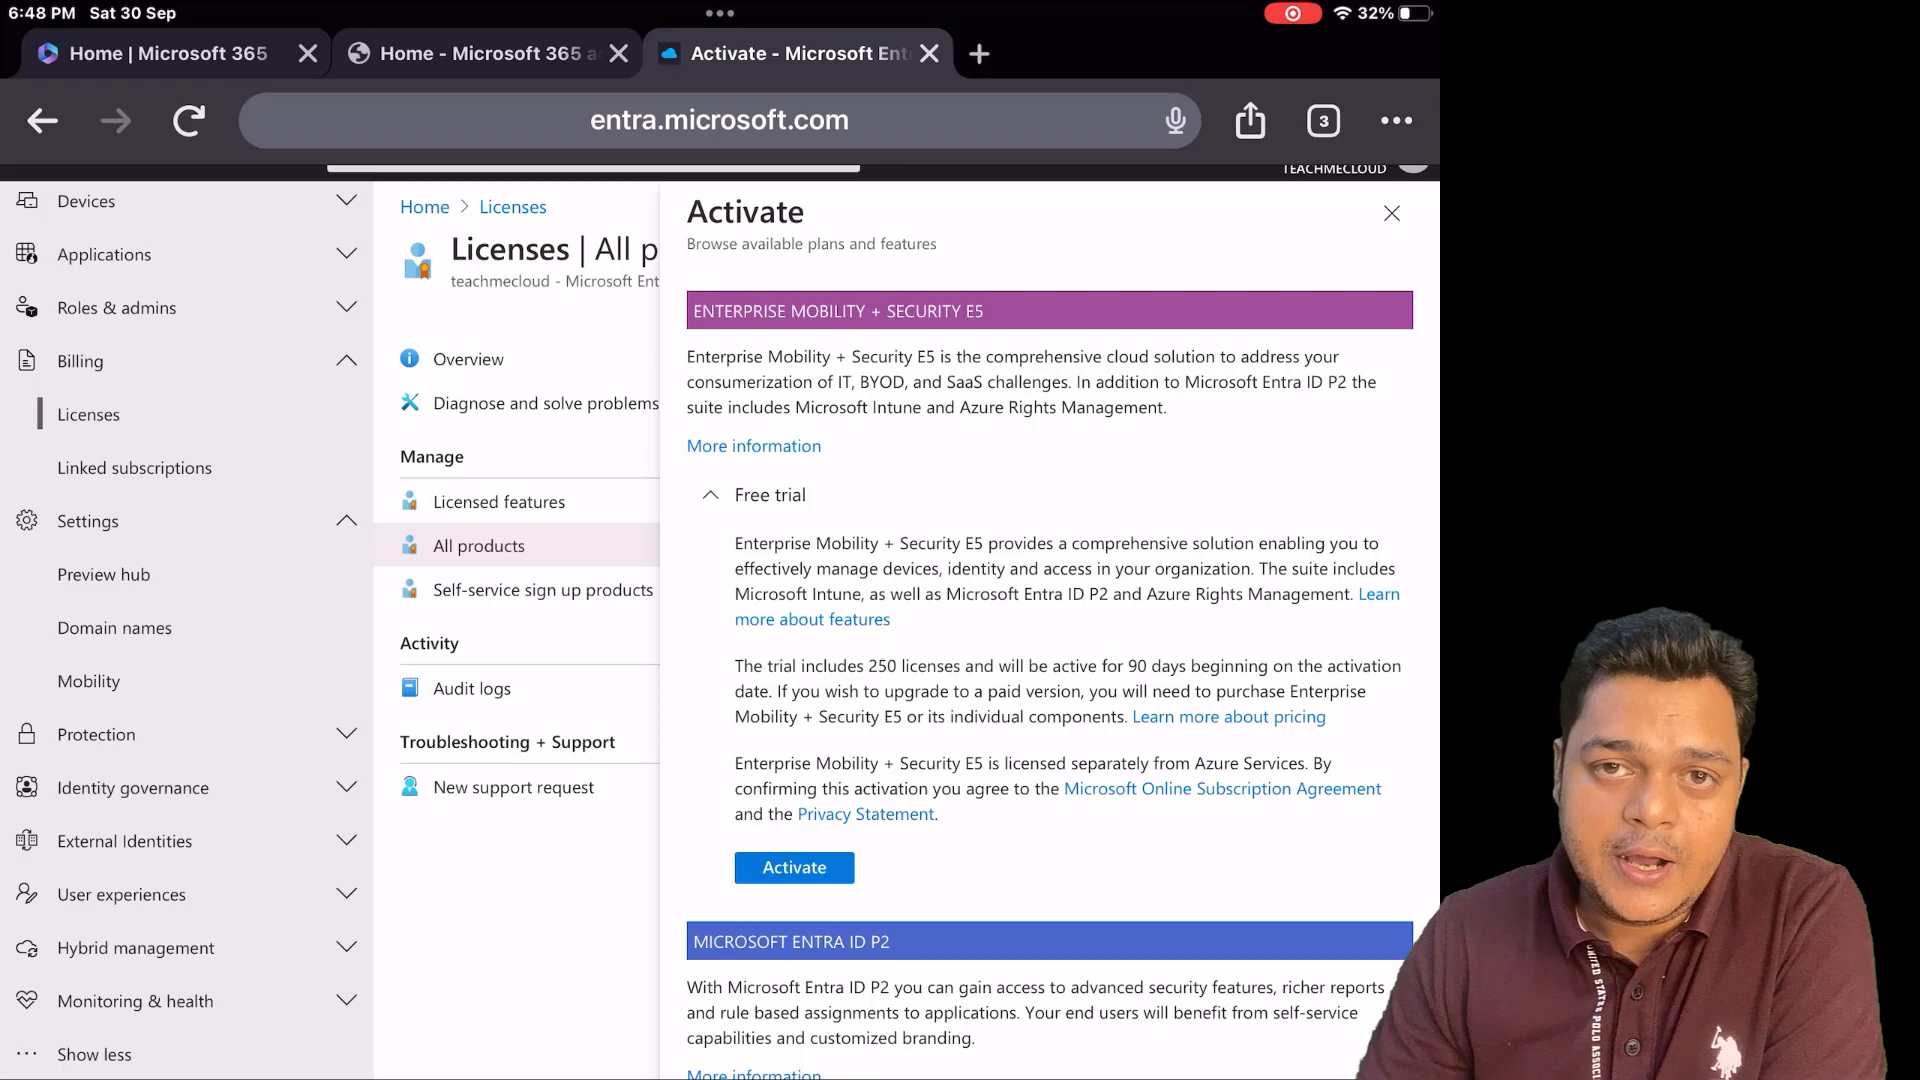 6:48 PM Sat 30 Sep
32%
Home | Microsoft 365
Home - Microsoft 365 a
Activate - Microsoft Ent
entra.microsoft.com
3
TEACHMECLOUD
Devices
Applications
Roles & admins
Billing
Licenses
Linked subscriptions
Settings
Preview hub
Domain names
Mobility
Protection
Identity governance
External Identities
User experiences
Hybrid management
Monitoring & health
Show less
Home > Licenses
Licenses | All p
teachmecloud - Microsoft Ent
Overview
Diagnose and solve problems
Manage
Licensed features
All products
Self-service sign up products
Activity
Audit logs
Troubleshooting + Support
New support request
Activate
Browse available plans and features
ENTERPRISE MOBILITY + SECURITY E5
Enterprise Mobility + Security E5 is the comprehensive cloud solution to address your
consumerization of IT, BYOD, and SaaS challenges. In addition to Microsoft Entra ID P2 the
suite includes Microsoft Intune and Azure Rights Management.
More information
Free trial
Enterprise Mobility + Security E5 provides a comprehensive solution enabling you to
effectively manage devices, identity and access in your organization. The suite includes
Microsoft Intune, as well as Microsoft Entra ID P2 and Azure Rights Management. Learn
more about features
The trial includes 250 licenses and will be active for 90 days beginning on the activation
date. If you wish to upgrade to a paid version, you will need to purchase Enterprise
Mobility + Security E5 or its individual components. Learn more about pricing
Enterprise Mobility + Security E5 is licensed separately from Azure Services. By
confirming this activation you agree to the Microsoft Online Subscription Agreement
and the Privacy Statement.
Activate
MICROSOFT ENTRA ID P2
With Microsoft Entra ID P2 you can gain access to advanced security features, richer reports
and rule based assignments to applications. Your end users will benefit from self-service
capabilities and customized branding.
More information